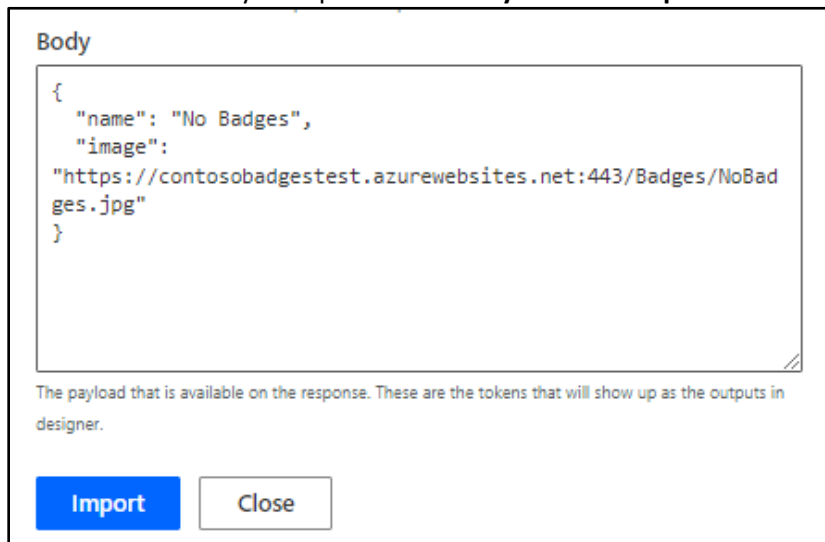 Body
{
"name": "No Badges",
"image":
"https://contosobadgestest.azurewebsites.net:443/Badges/NoBad
ges.jpg"
}
The payload that is available on the response. These are the tokens that will show up as the outputs in
designer.
Import Close